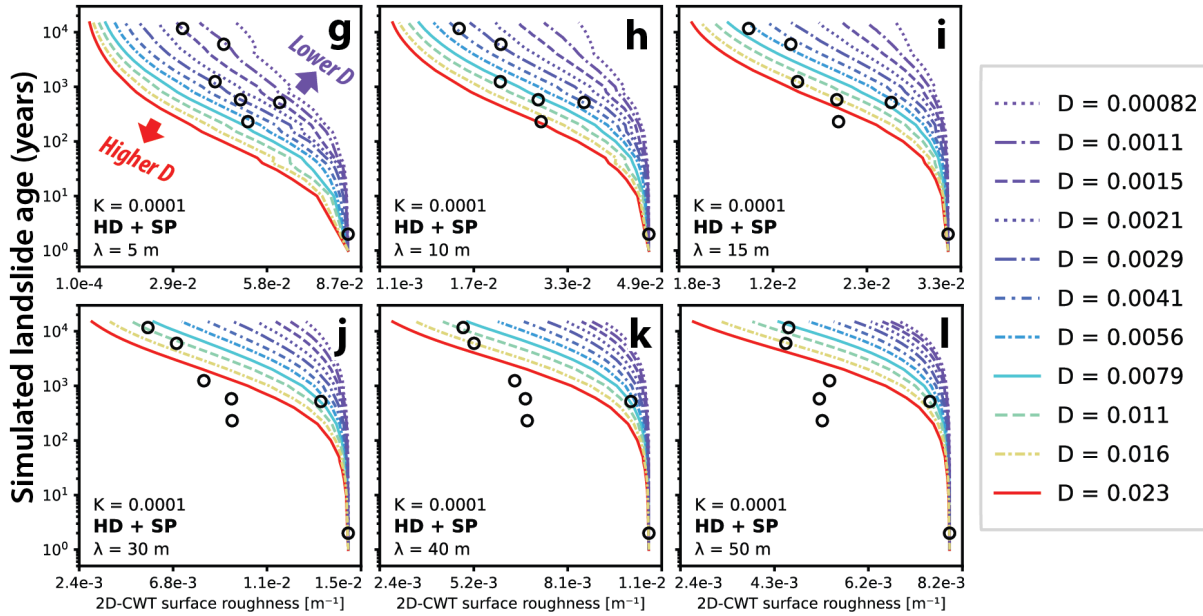 Simulated landslide age (years)
10⁴
10³
10²
10¹
10⁰
g
Lower D
Higher D
K = 0.0001
HD + SP
λ = 5 m
1.0e-4
2.9e-2
5.8e-2
8.7e-2
h
K = 0.0001
HD + SP
λ = 10 m
1.1e-3
1.7e-2
3.3e-2
4.9e-2
i
K = 0.0001
HD + SP
λ = 15 m
1.8e-3
1.2e-2
2.3e-2
3.3e-2
10⁴
10³
10²
10¹
10⁰
j
K = 0.0001
HD + SP
λ = 30 m
2.4e-3
6.8e-3
1.1e-2
1.5e-2
2D-CWT surface roughness [m⁻¹]
k
K = 0.0001
HD + SP
λ = 40 m
2.4e-3
5.2e-3
8.1e-3
1.1e-2
2D-CWT surface roughness [m⁻¹]
l
K = 0.0001
HD + SP
λ = 50 m
2.4e-3
4.3e-3
6.2e-3
8.2e-3
2D-CWT surface roughness [m⁻¹]
D = 0.00082
D = 0.0011
D = 0.0015
D = 0.0021
D = 0.0029
D = 0.0041
D = 0.0056
D = 0.0079
D = 0.011
D = 0.016
D = 0.023